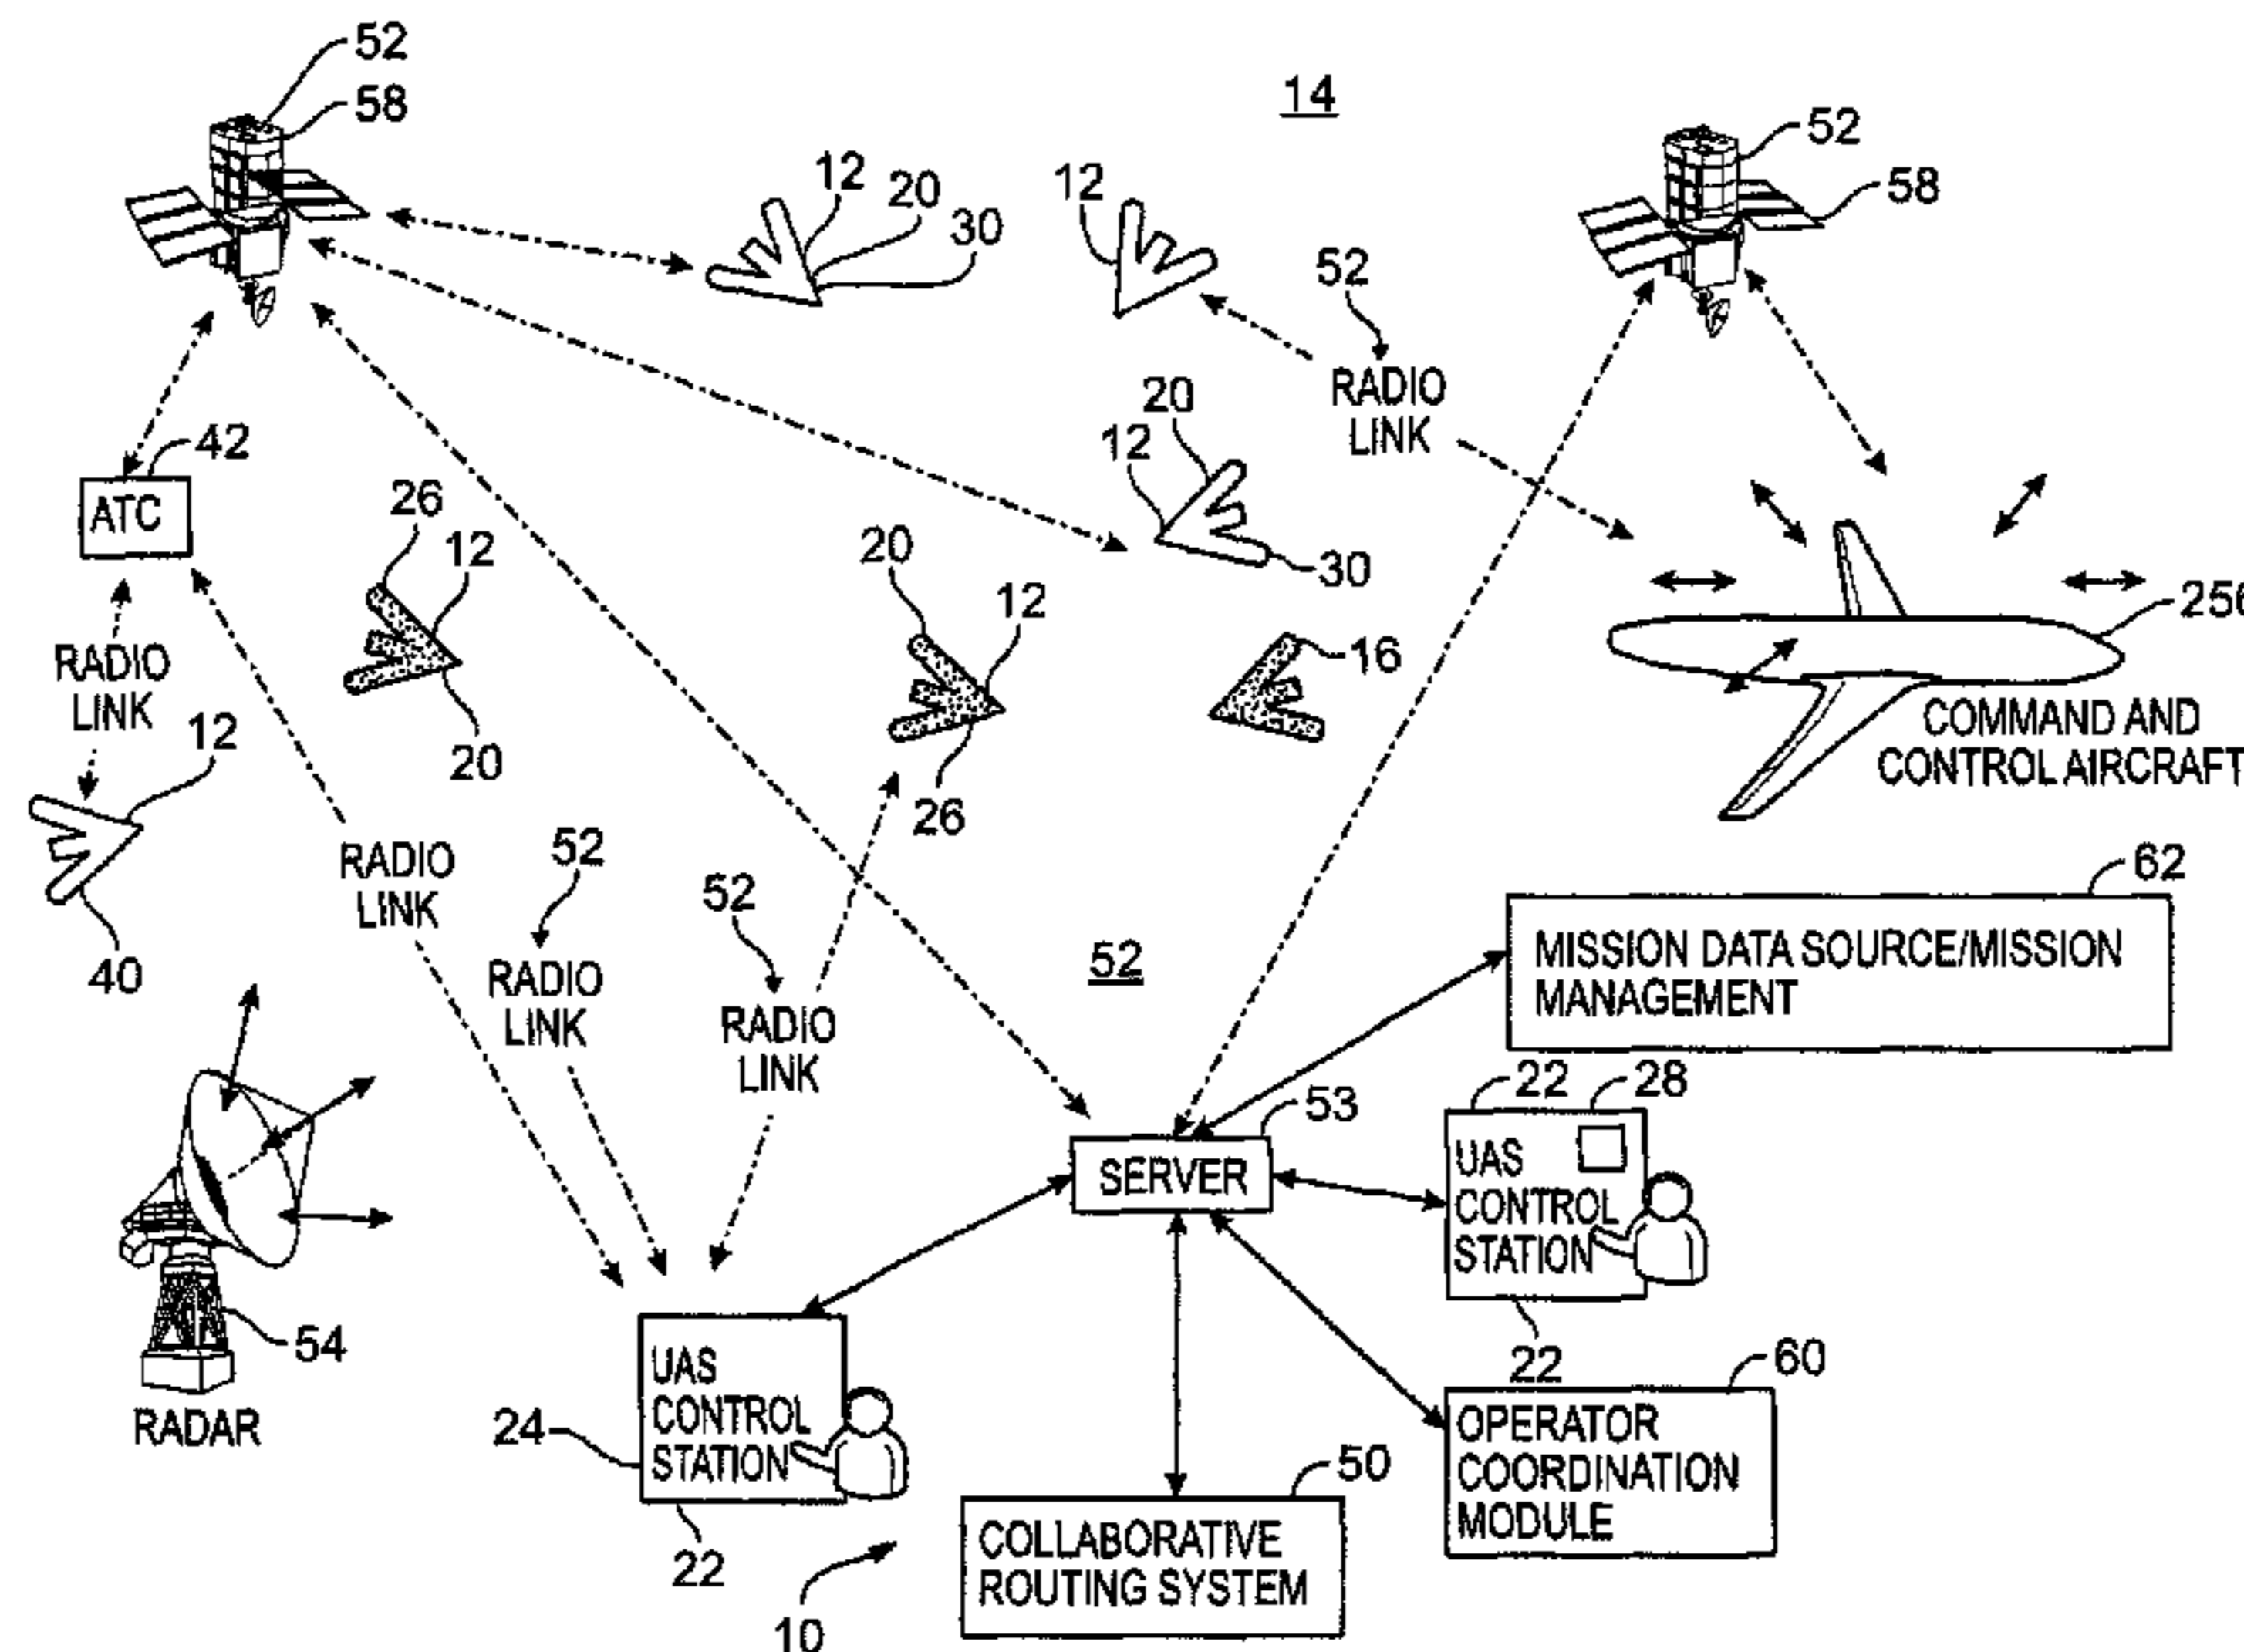 52
58
14
52
58
12
20
30
12
52
RADIO
LINK
42
ATC
20
12
30
26
12
20
20
12
26
16
256
COMMAND AND
CONTROL AIRCRAFT
RADIO
LINK
12
40
RADIO
LINK
52
RADIO
LINK
52
RADIO
LINK
52
62
MISSION DATA SOURCE/MISSION
MANAGEMENT
53
SERVER
22
28
UAS
CONTROL
STATION
22
54
RADAR
UAS
CONTROL
STATION
24
22
10
50
COLLABORATIVE
ROUTING SYSTEM
60
OPERATOR
COORDINATION
MODULE